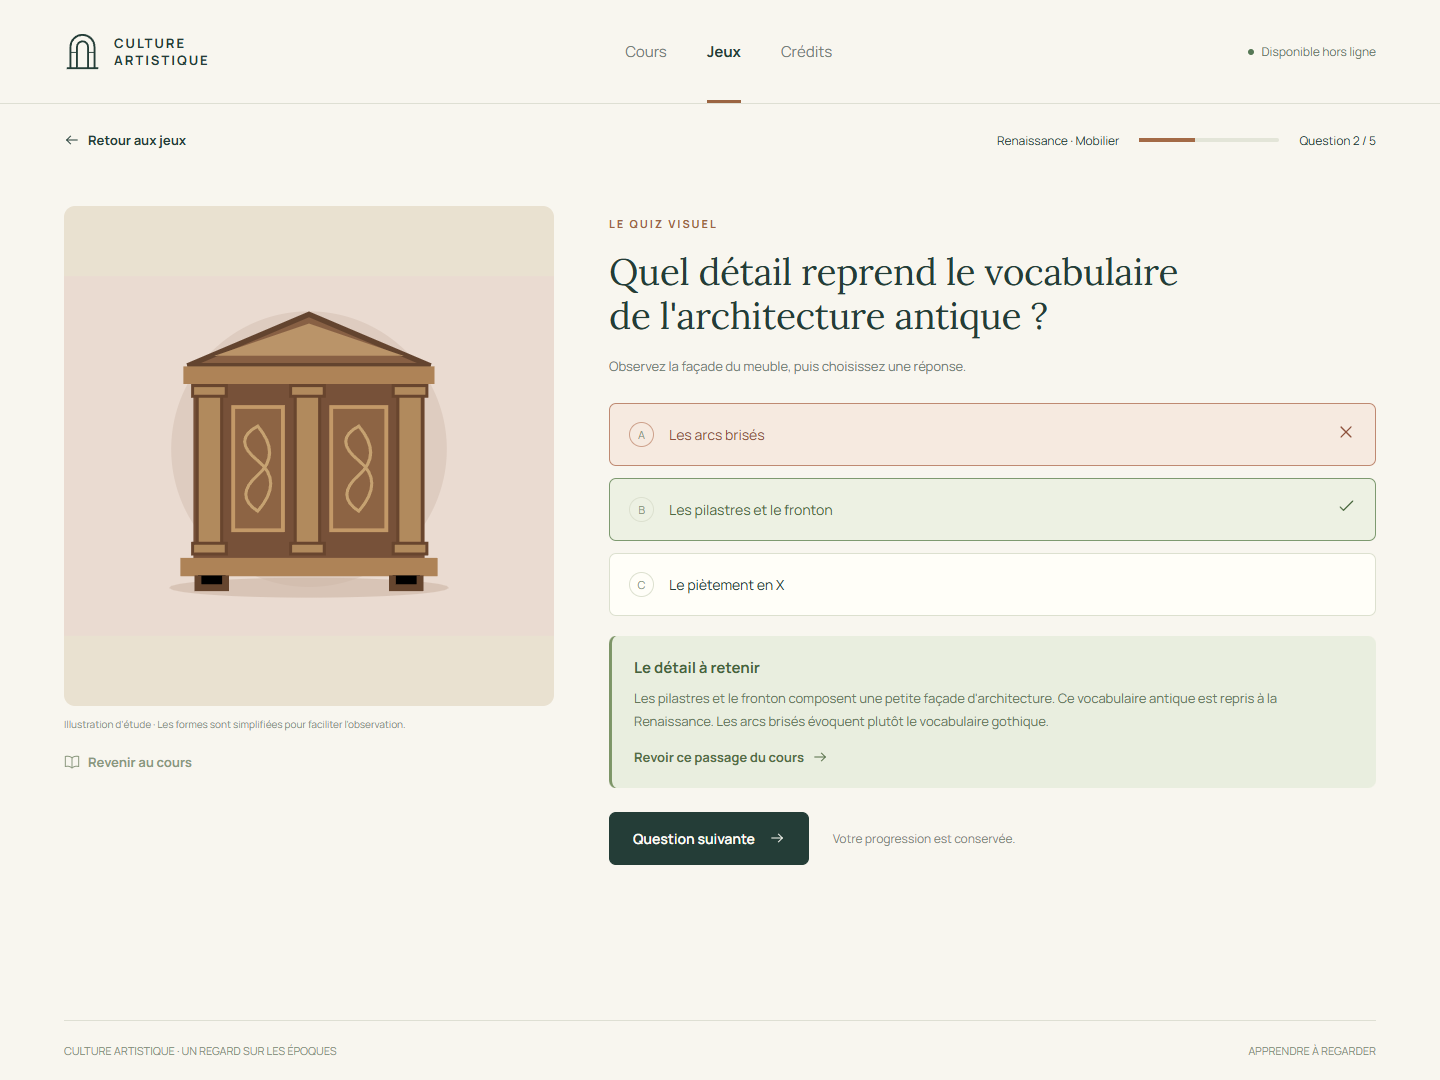 CULTURE
ARTISTIQUE
Cours
Jeux
Crédits
Disponible hors ligne
Retour aux jeux
Renaissance · Mobilier
Question 2 / 5
LE QUIZ VISUEL
Quel détail reprend le vocabulaire
de l'architecture antique ?
Observez la façade du meuble, puis choisissez une réponse.
A Les arcs brisés
B Les pilastres et le fronton
C Le piètement en X
Le détail à retenir
Les pilastres et le fronton composent une petite façade d'architecture. Ce vocabulaire antique est repris à la
Renaissance. Les arcs brisés évoquent plutôt le vocabulaire gothique.
Revoir ce passage du cours
Question suivante
Votre progression est conservée.
Illustration d'étude · Les formes sont simplifiées pour faciliter l'observation.
Revenir au cours
CULTURE ARTISTIQUE · UN REGARD SUR LES ÉPOQUES
APPRENDRE À REGARDER